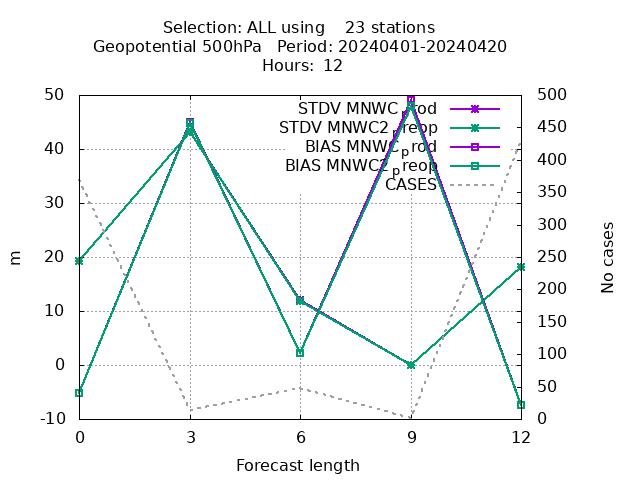 Selection: ALL using 23 stations
Geopotential 500hPa Period: 20240401-20240420
Hours: 12
50
40
30
20
10
0
-10
m
500
450
400
350
300
250
200
150
100
50
0
No cases
STDV MNWC_prod
STDV MNWC2_preop
BIAS MNWC_prod
BIAS MNWC2_preop
CASES
0 3 6 9 12
Forecast length